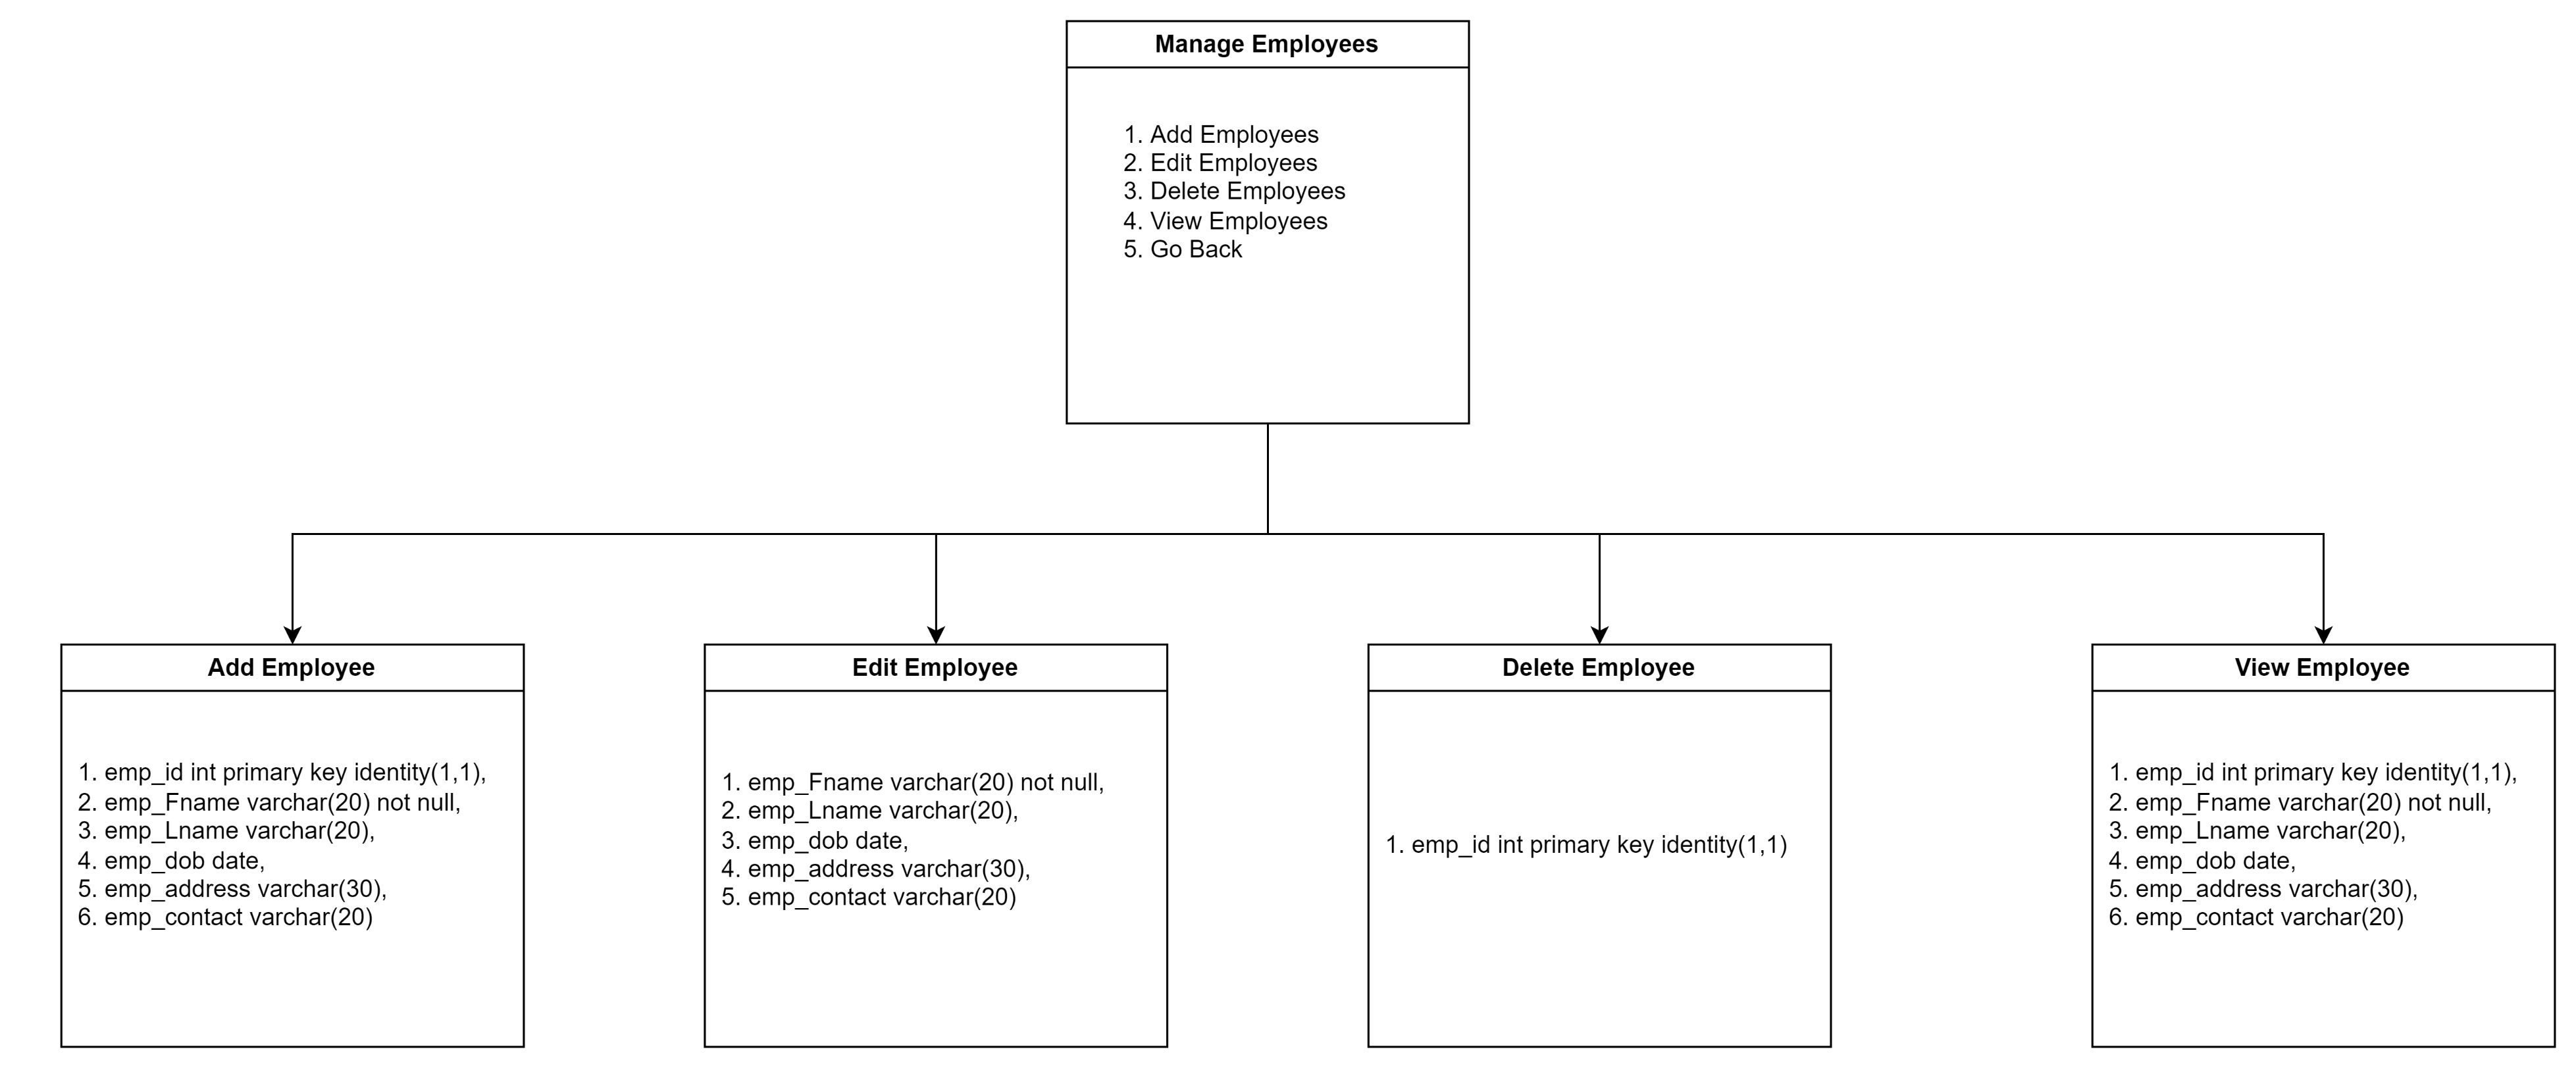 Manage Employees
1. Add Employees
2. Edit Employees
3. Delete Employees
4. View Employees
5. Go Back
Add Employee
1. emp_id int primary key identity(1,1),
2. emp_Fname varchar(20) not null,
3. emp_Lname varchar(20),
4. emp_dob date,
5. emp_address varchar(30),
6. emp_contact varchar(20)
Edit Employee
1. emp_Fname varchar(20) not null,
2. emp_Lname varchar(20),
3. emp_dob date,
4. emp_address varchar(30),
5. emp_contact varchar(20)
Delete Employee
1. emp_id int primary key identity(1,1)
View Employee
1. emp_id int primary key identity(1,1),
2. emp_Fname varchar(20) not null,
3. emp_Lname varchar(20),
4. emp_dob date,
5. emp_address varchar(30),
6. emp_contact varchar(20)